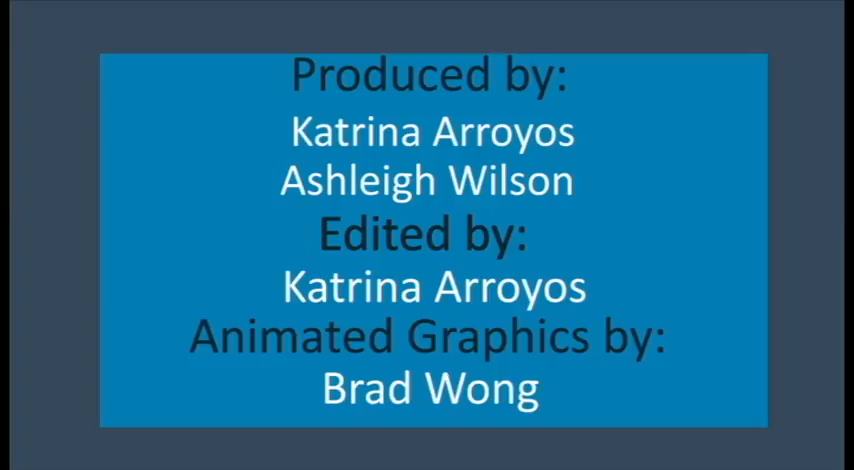 Produced by:
Katrina Arroyos
Ashleigh Wilson
Edited by:
Katrina Arroyos
Animated Graphics by:
Brad Wong